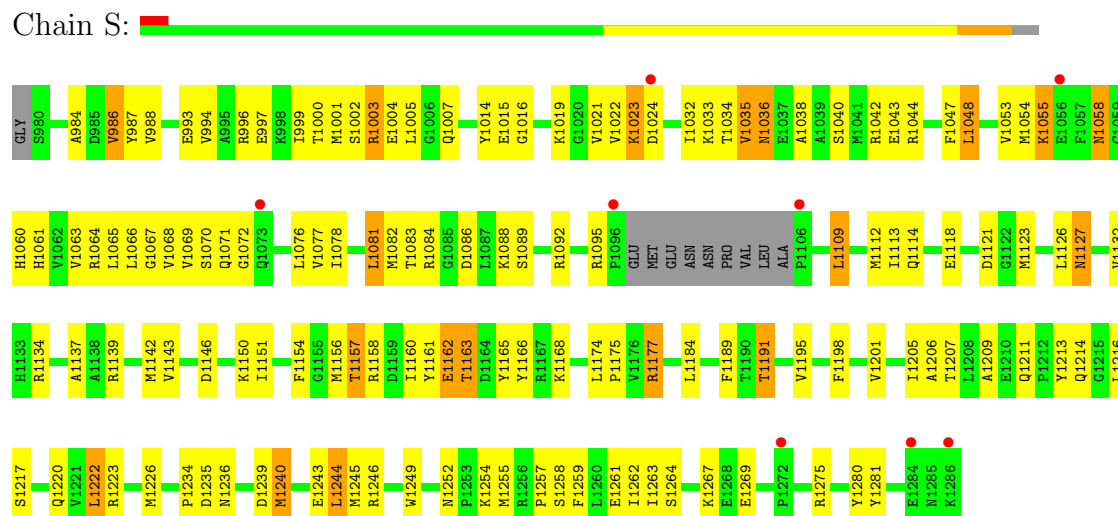 Chain S:
GLY S980 A984 D985 V986 Y987 V988 E993 V994 A995 R996 E997 K998 I999 T1000 M1001 S1002 R1003 E1004 L1005 G1006 Q1007 Y1014 E1015 G1016 K1019 G1020 V1021 V1022 K1023 D1024 I1032 K1033 T1034 V1035 N1036 E1037 A1038 A1039 S1040 M1041 R1042 E1043 R1044 F1047 L1048 V1053 M1054 K1055 E1056 F1057 N1058
H1060 H1061 V1062 V1063 R1064 L1065 L1066 G1067 V1068 V1069 S1070 Q1071 G1072 Q1073 L1076 V1077 I1078 L1081 M1082 T1083 R1084 G1085 D1086 L1087 K1088 S1089 R1092 R1095 P1096 GLU MET GLU ASN ASN PRO VAL LEU ALA P1106 L1109 M1112 I1113 Q1114 E1118 D1121 G1122 M1123 L1126 N1127
H1133 R1134 A1137 A1138 R1139 M1142 V1143 D1146 K1150 I1151 F1154 G1155 M1156 T1157 R1158 D1159 I1160 Y1161 E1162 T1163 D1164 Y1165 Y1166 R1167 K1168 L1174 P1175 V1176 R1177 L1184 F1189 T1190 T1191 V1195 F1198 V1201 I1205 A1206 T1207 L1208 A1209 E1210 Q1211 P1212 Y1213 Q1214 G1215 L1216
S1217 Q1220 V1221 L1222 R1223 M1226 P1234 D1235 N1236 D1239 M1240 E1243 L1244 M1245 R1246 W1249 N1252 P1253 K1254 M1255 R1256 P1257 S1258 F1259 L1260 E1261 I1262 I1263 S1264 K1267 E1268 E1269 P1272 R1275 Y1280 Y1281 E1284 N1285 K1286